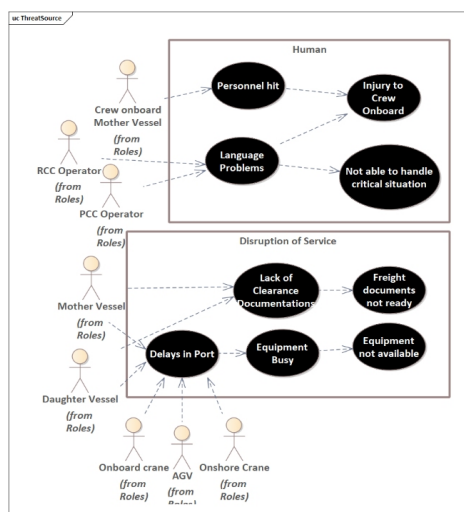 uc ThreatSource
Human
Personnel hit
Injury to
Crew
Onboard
Crew onboard
Mother Vessel
(from
Roles)
Language
Problems
Not able to handle
critical situation
RCC Operator
(from
Roles)
PCC Operator
(from
Roles)
Disruption of Service
Lack of
Clearance
Documentations
Freight
documents
not ready
Mother Vessel
(from
Roles)
Delays in Port
Equipment
Busy
Equipment
not available
Daughter Vessel
(from
Roles)
Onboard crane
(from
Roles)
AGV
(from
Roles)
Onshore Crane
(from
Roles)